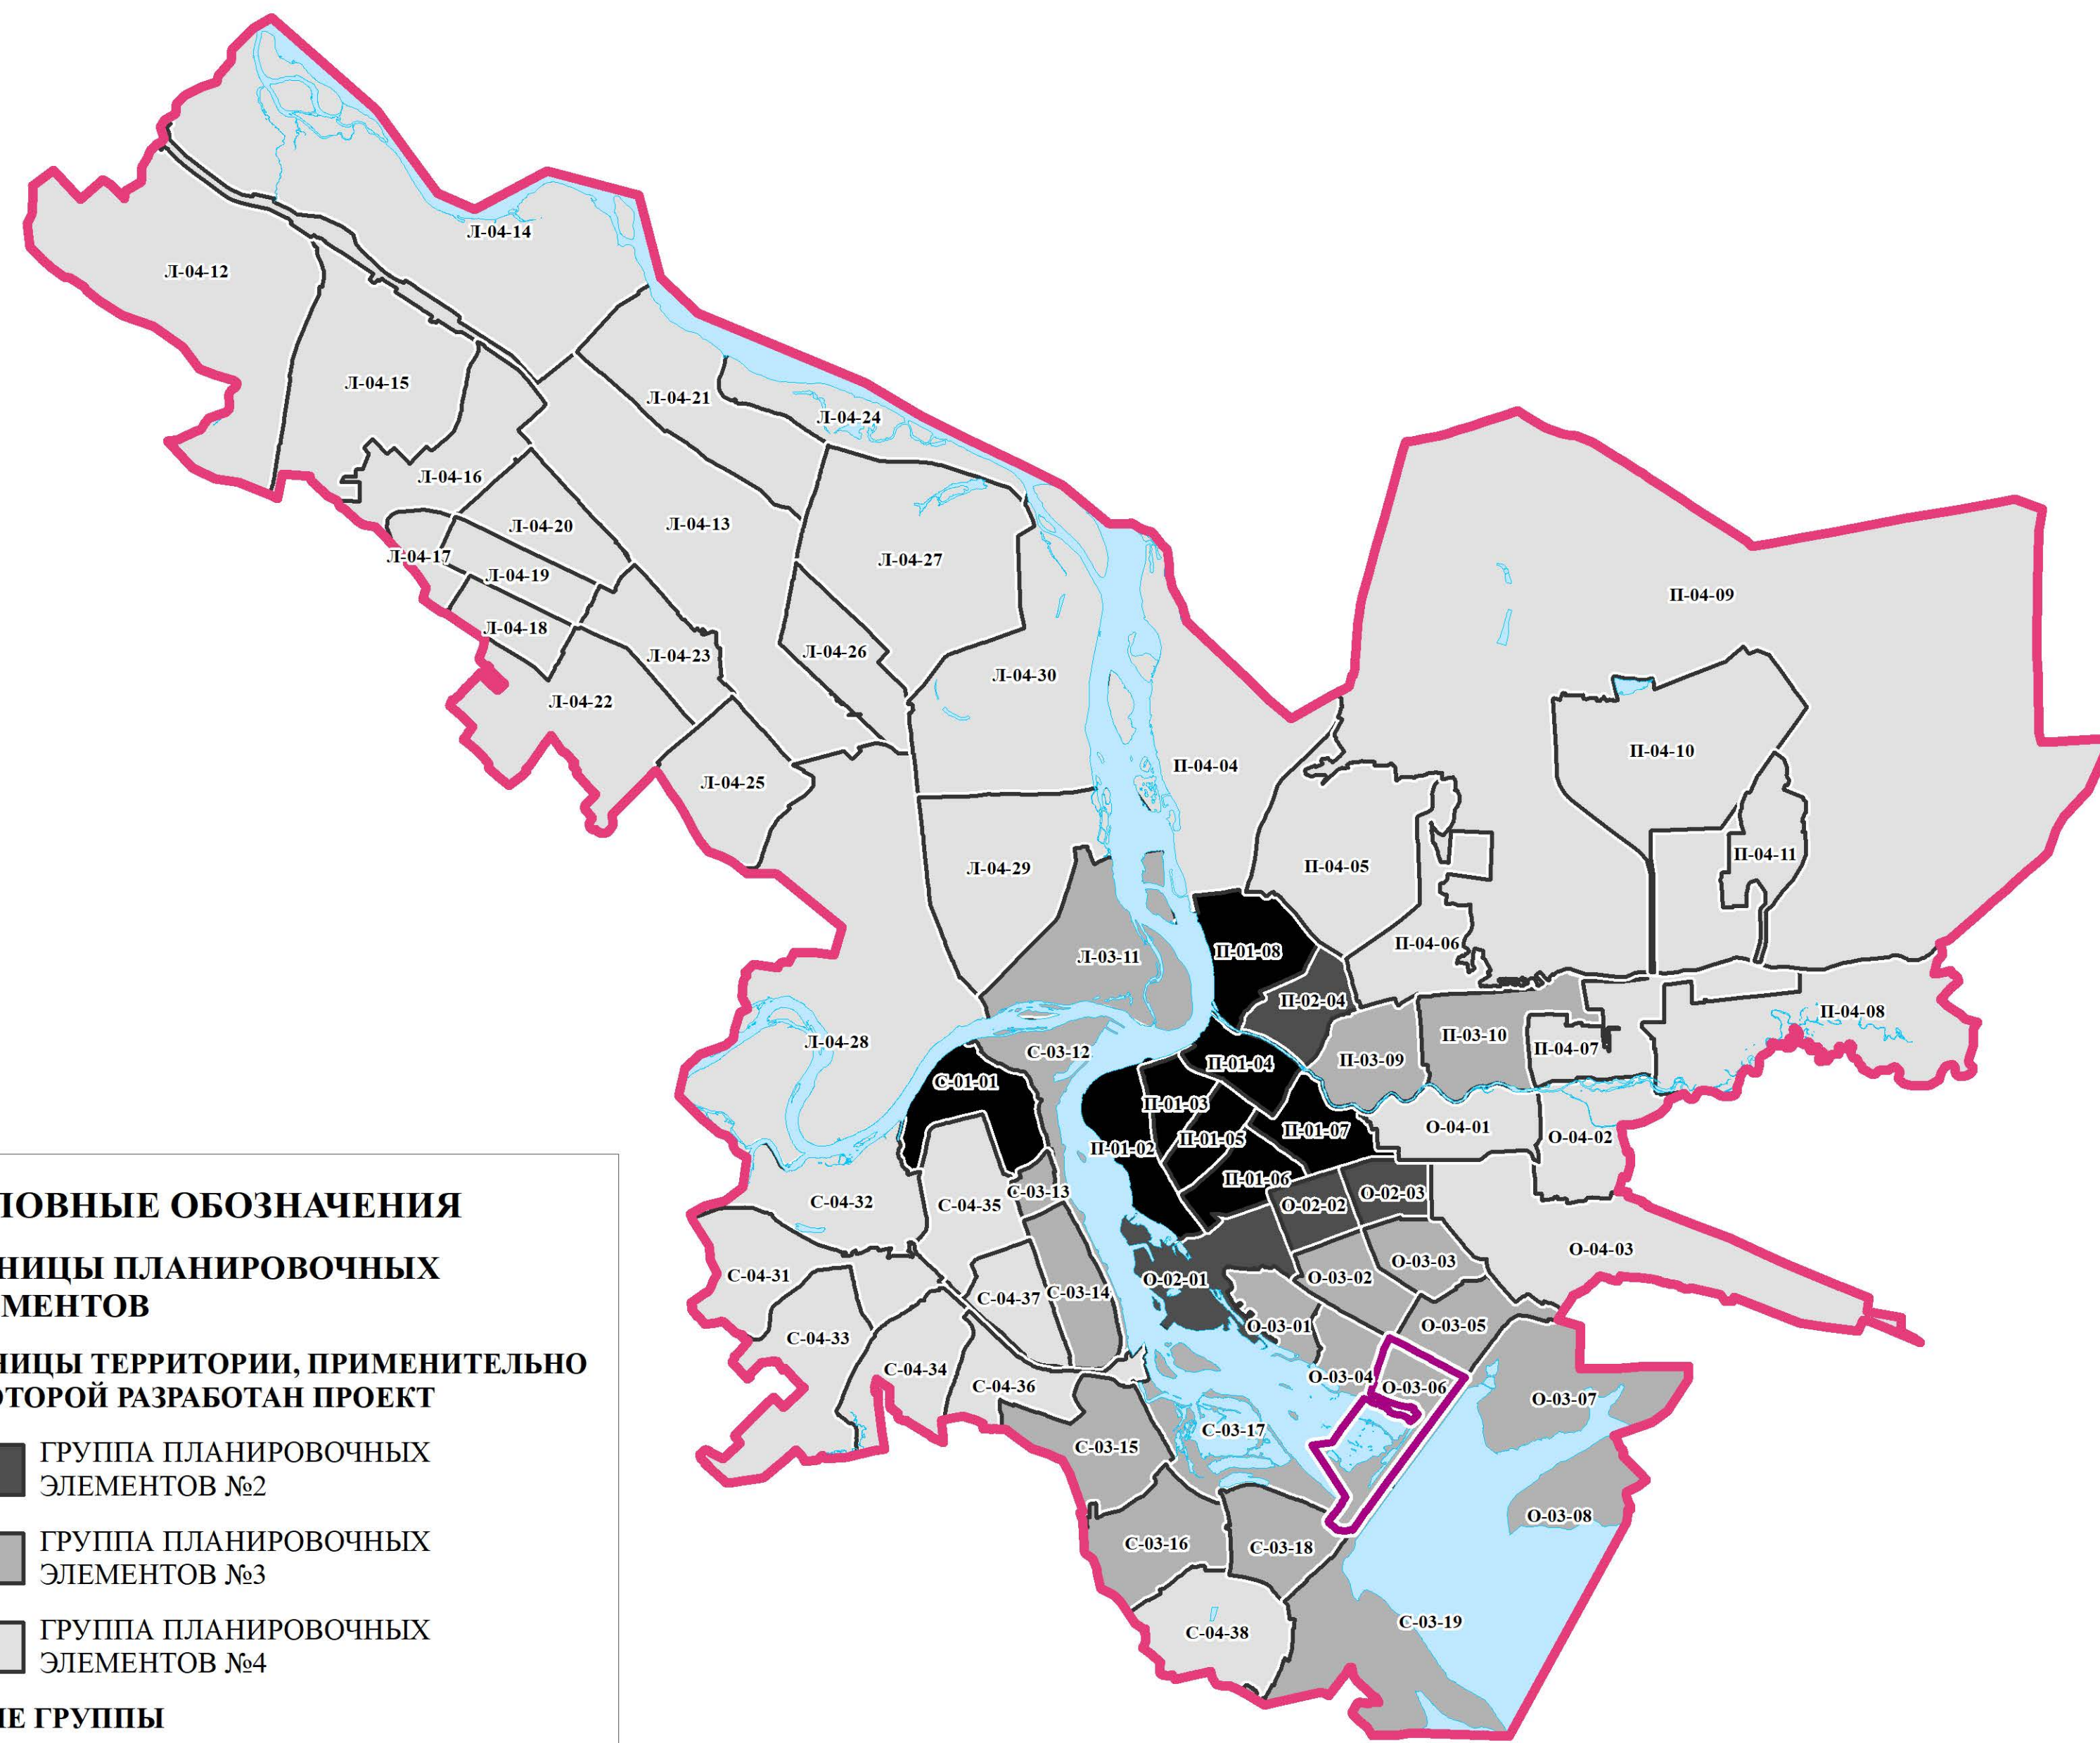 Л-04-14
Л-04-12
Л-04-15
Л-04-21
Л-04-24
Л-04-16
Л-04-20
Л-04-13
Л-04-17
Л-04-27
Л-04-19
П-04-09
Л-04-18
Л-04-23
Л-04-26
Л-04-30
Л-04-22
П-04-10
П-04-04
Л-04-25
П-04-11
Л-04-29
П-04-05
П-04-06
П-01-08
Л-03-11
П-02-04
П-04-08
П-03-10
Л-04-28
П-04-07
С-03-12
П-03-09
П-01-04
С-01-01
П-01-03
О-04-01
П-01-07
О-04-02
П-01-05
П-01-02
П-01-06
С-03-13
О-02-03
С-04-32
С-04-35
О-02-02
О-04-03
О-03-03
С-04-31
О-03-02
О-02-01
С-03-14
С-04-37
О-03-01
О-03-05
С-04-33
С-04-34
О-03-04
С-04-36
О-03-06
О-03-07
С-03-17
С-03-15
О-03-08
С-03-16
С-03-18
С-03-19
С-04-38
ЛОВНЫЕ ОБОЗНАЧЕНИЯ
НИЦЫ ПЛАНИРОВОЧНЫХ
МЕНТОВ
НИЦЫ ТЕРРИТОРИИ, ПРИМЕНИТЕЛЬНО
ОТОРОЙ РАЗРАБОТАН ПРОЕКТ
ГРУППА ПЛАНИРОВОЧНЫХ
ЭЛЕМЕНТОВ №2
ГРУППА ПЛАНИРОВОЧНЫХ
ЭЛЕМЕНТОВ №3
ГРУППА ПЛАНИРОВОЧНЫХ
ЭЛЕМЕНТОВ №4
ИЕ ГРУППЫ